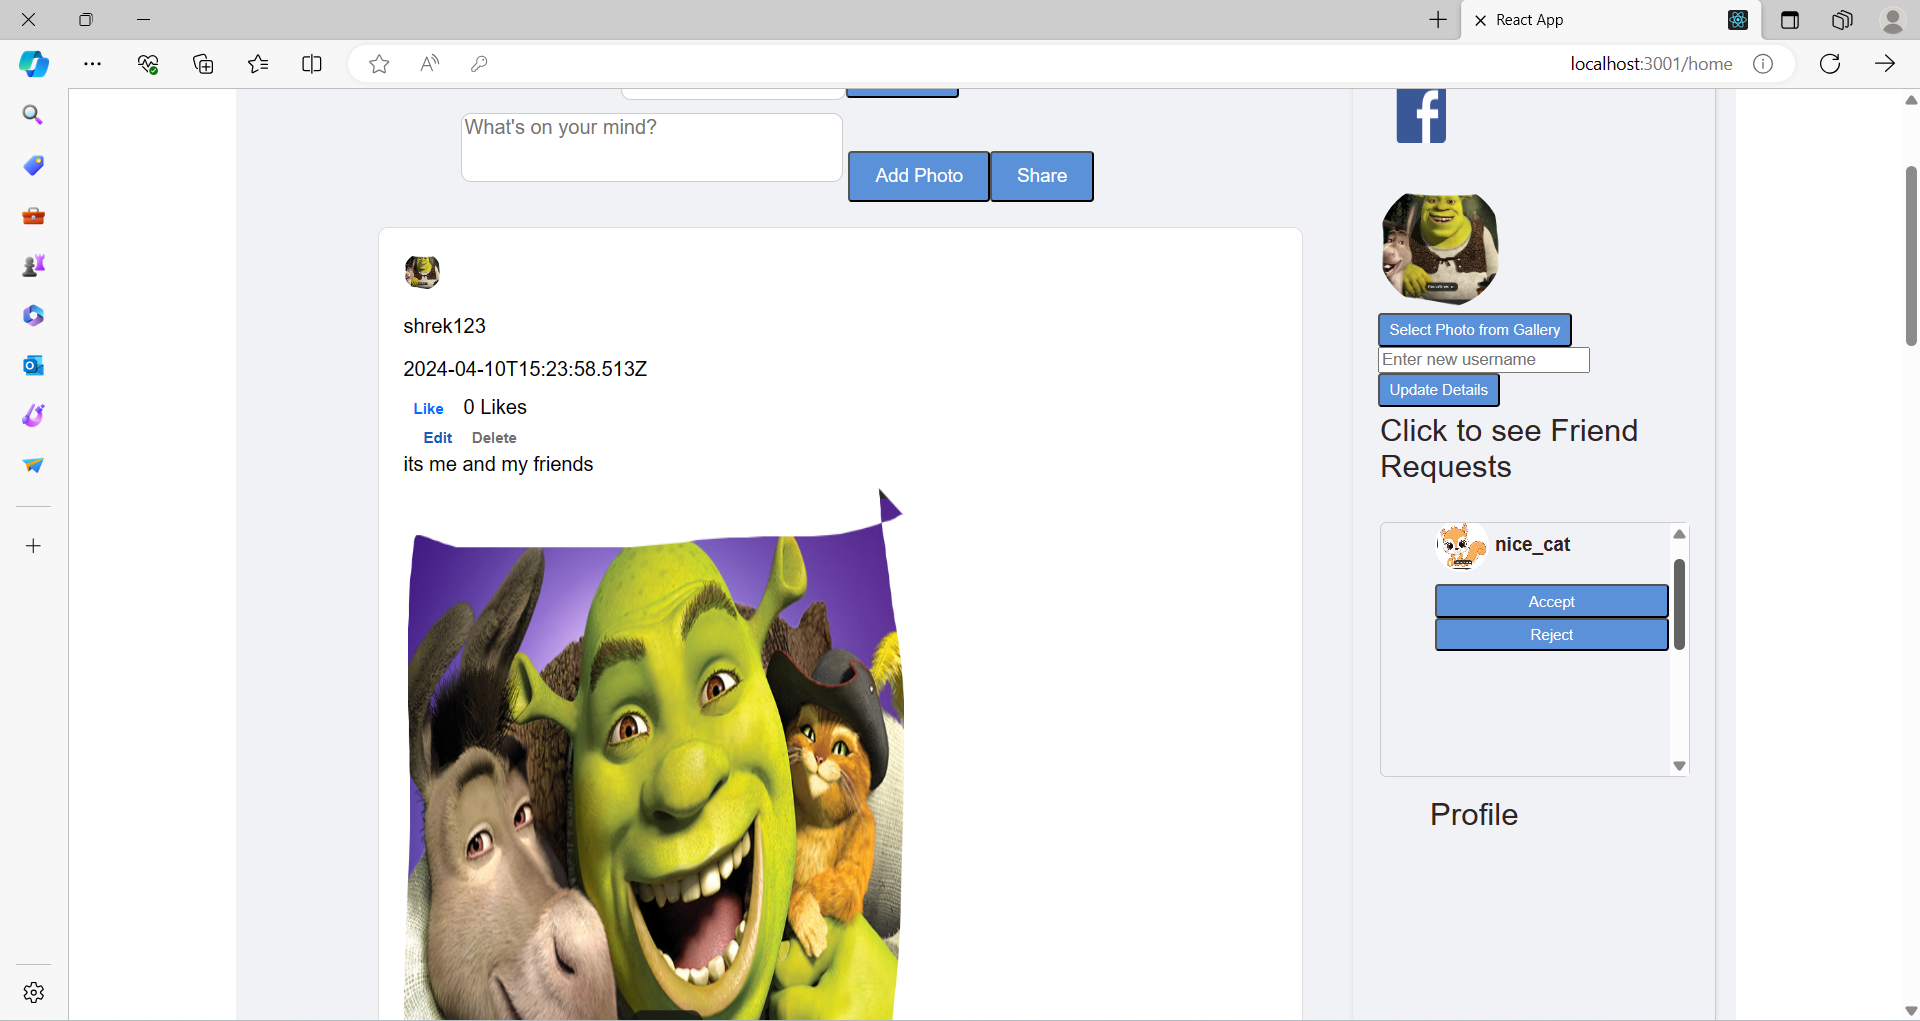 React App
localhost:3001/home
What's on your mind?
Add Photo
Share
shrek123
2024-04-10T15:23:58.513Z
Like 0 Likes
Edit Delete
its me and my friends
f
Select Photo from Gallery
Enter new username
Update Details
Click to see Friend
Requests
nice_cat
Accept
Reject
Profile